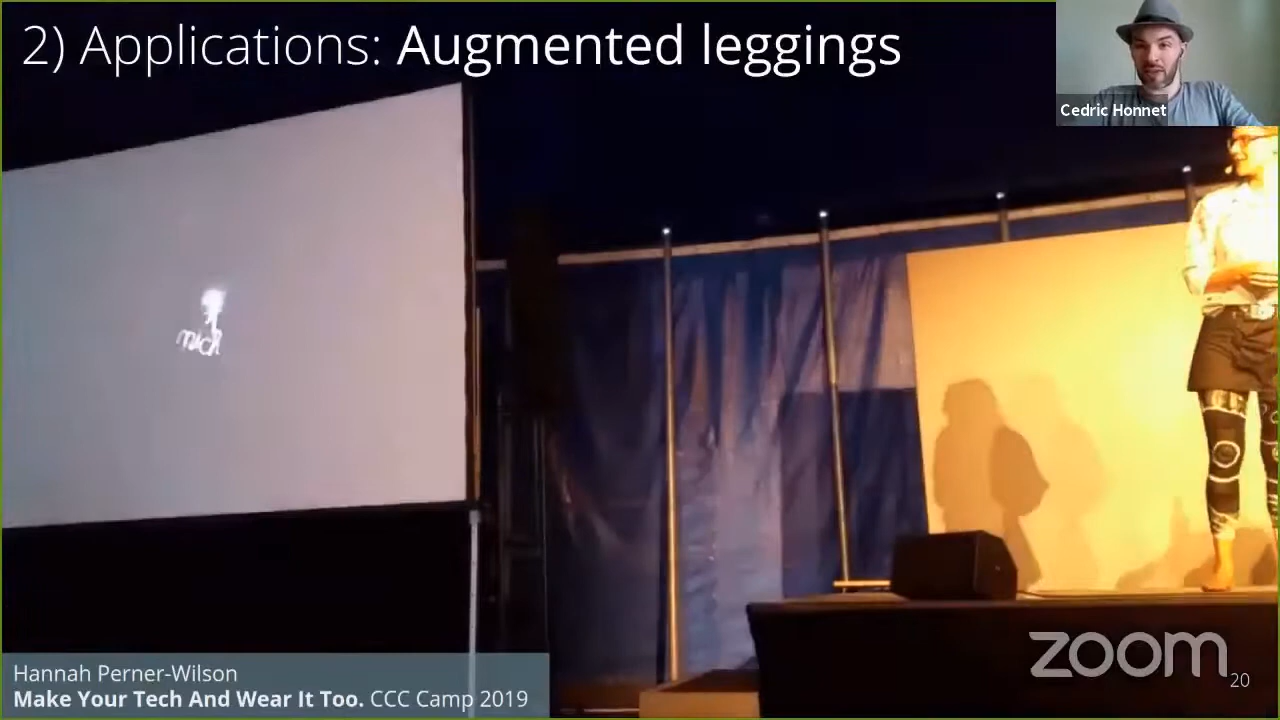 2) Applications: Augmented leggings
Cedric Honnet
mich
Hannah Perner-Wilson
Make Your Tech And Wear It Too. CCC Camp 2019
zoom
20